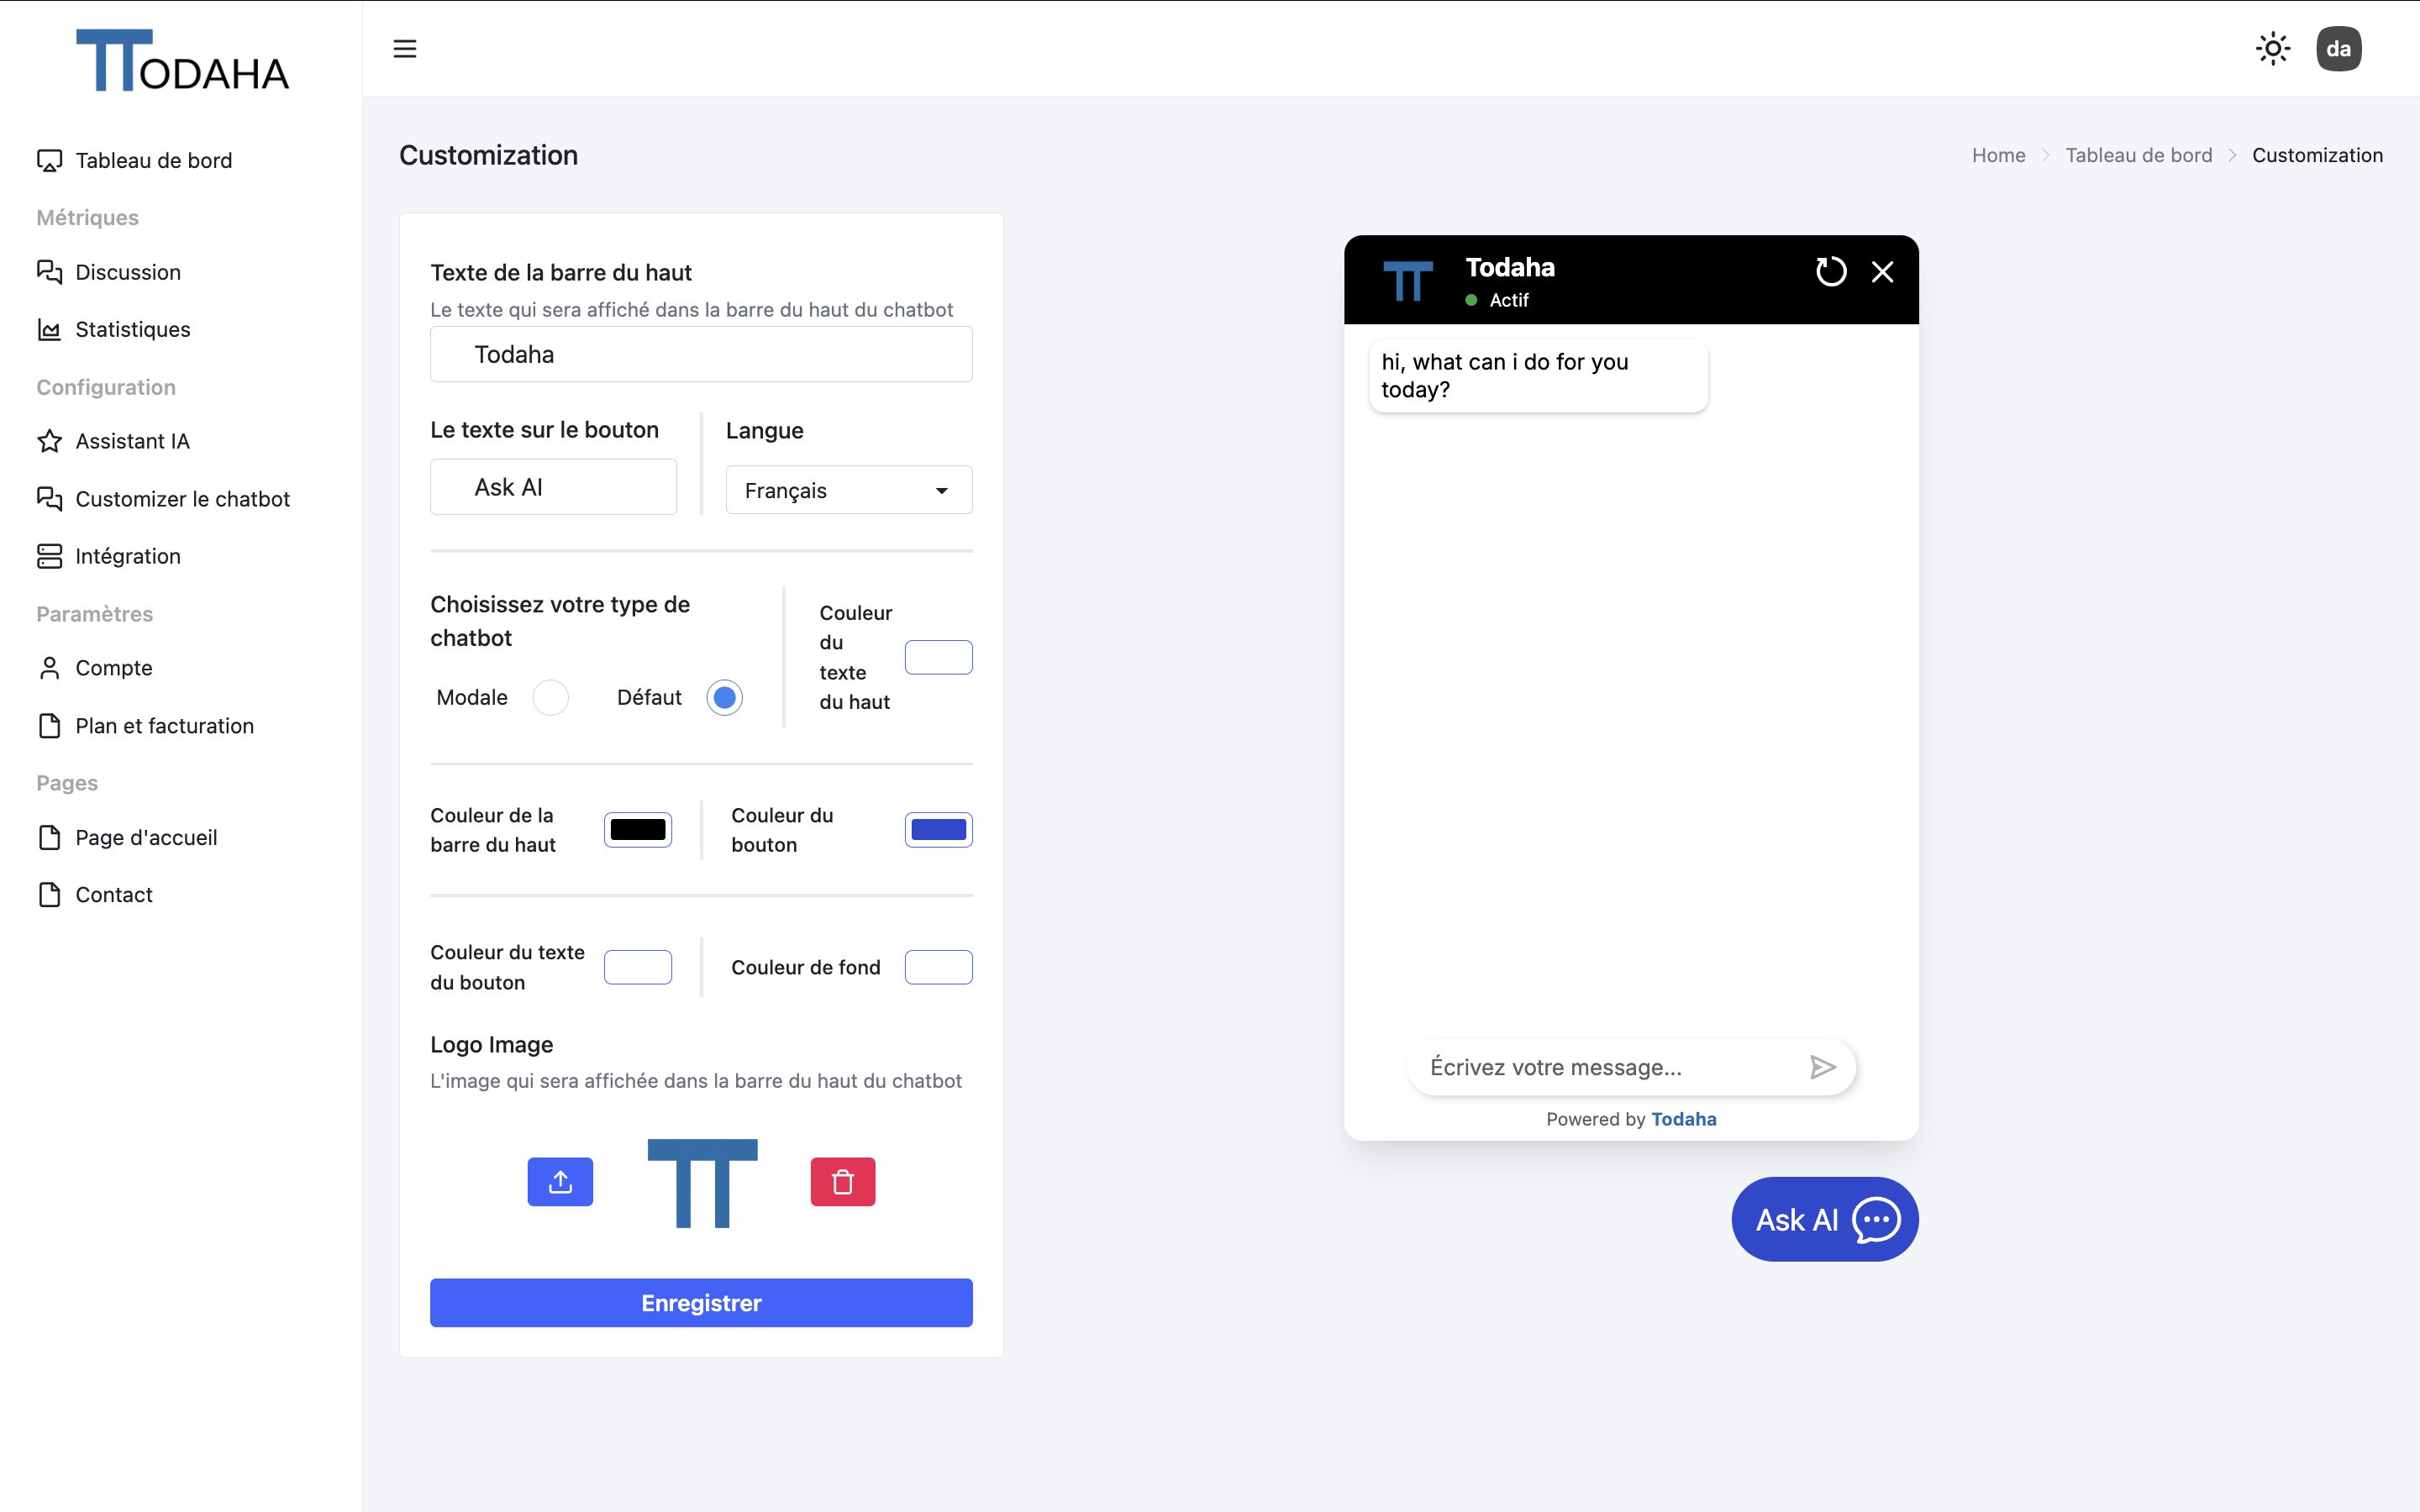 TODAHA
da
Tableau de bord
Métriques
Discussion
Statistiques
Configuration
Assistant IA
Customizer le chatbot
Intégration
Paramètres
Compte
Plan et facturation
Pages
Page d'accueil
Contact
Customization
Home
Tableau de bord
Customization
Texte de la barre du haut
Le texte qui sera affiché dans la barre du haut du chatbot
Todaha
Le texte sur le bouton
Ask AI
Langue
Français
Choisissez votre type de
chatbot
Modale
Défaut
Couleur
du
texte
du haut
Couleur de la
barre du haut
Couleur du
bouton
Couleur du texte
du bouton
Couleur de fond
Logo Image
L'image qui sera affichée dans la barre du haut du chatbot
Enregistrer
Todaha
Actif
hi, what can i do for you
today?
Écrivez votre message...
Powered by Todaha
Ask AI